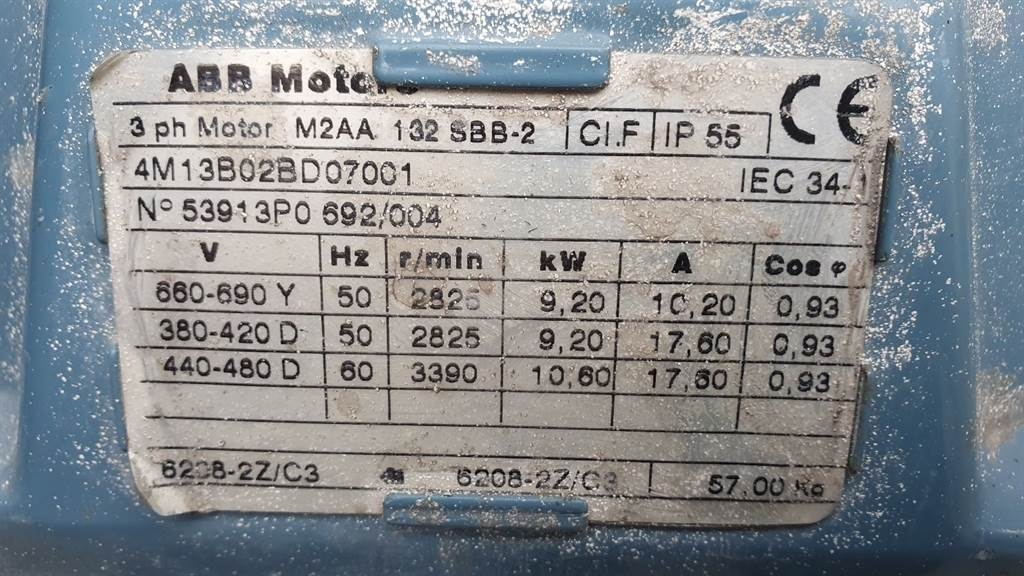 ABB Motors
CE
3 ph Motor M2AA 132 SBB-2 Cl.F IP 55
4M13B02BD07001 IEC 34-1
Nº 53913P0 692/004
V Hz r/min kW A Cos φ
660-690 Y 50 2825 9,20 10,20 0,93
380-420 D 50 2825 9,20 17,60 0,93
440-480 D 60 3390 10,60 17,60 0,93
6208-2Z/C3 6208-2Z/C3 57.00 Kg